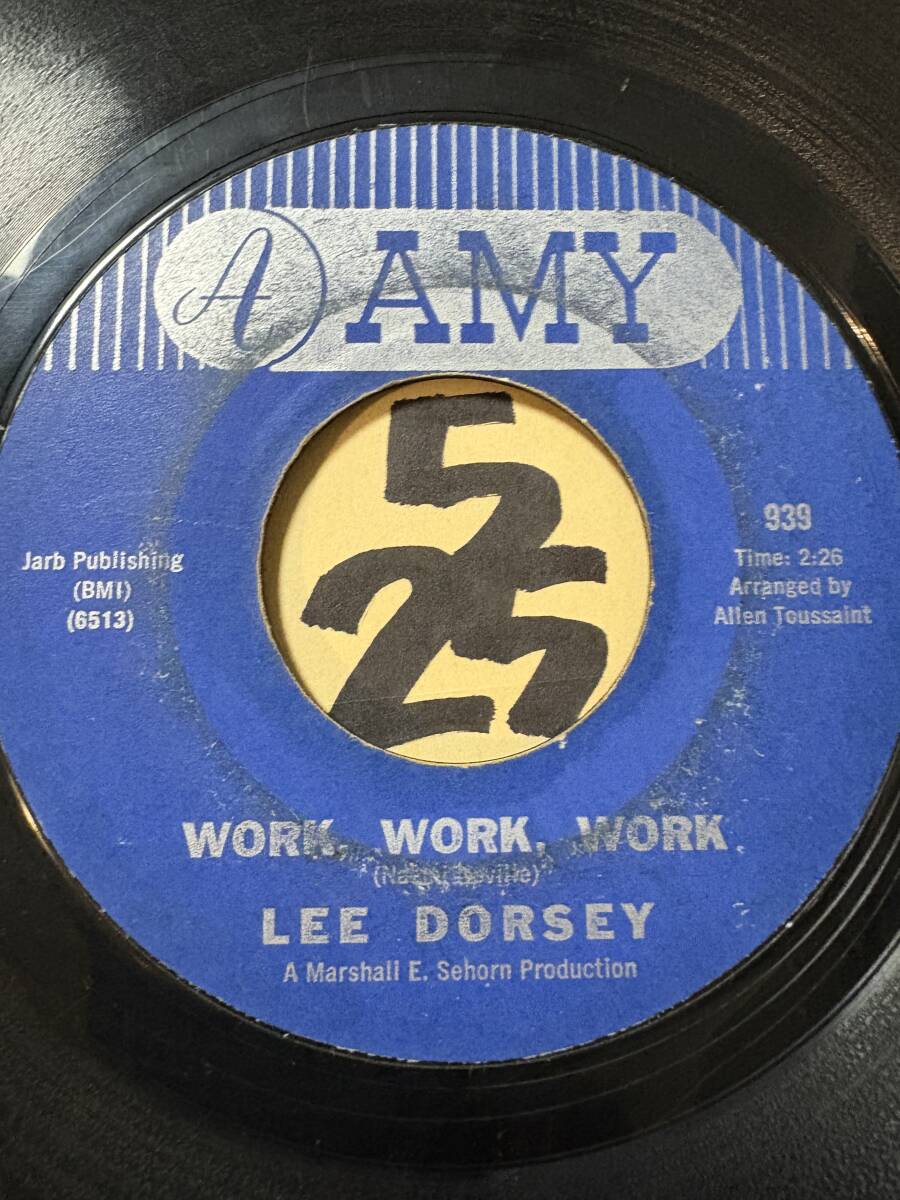 A AMY
5
25
939
Time: 2:26
Arranged by
Allen Toussaint
Jarb Publishing
(BMI)
(6513)
WORK, WORK, WORK
LEE DORSEY
A Marshall E. Sehorn Production